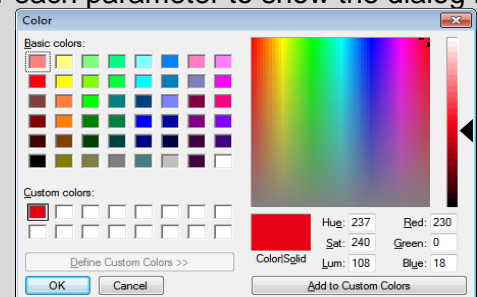 each parameter to show the dialog
Color
Basic colors:
Custom colors:
Define Custom Colors >>
OK Cancel
Color|Solid
Hue: 237 Red: 230
Sat: 240 Green: 0
Lum: 108 Blue: 18
Add to Custom Colors